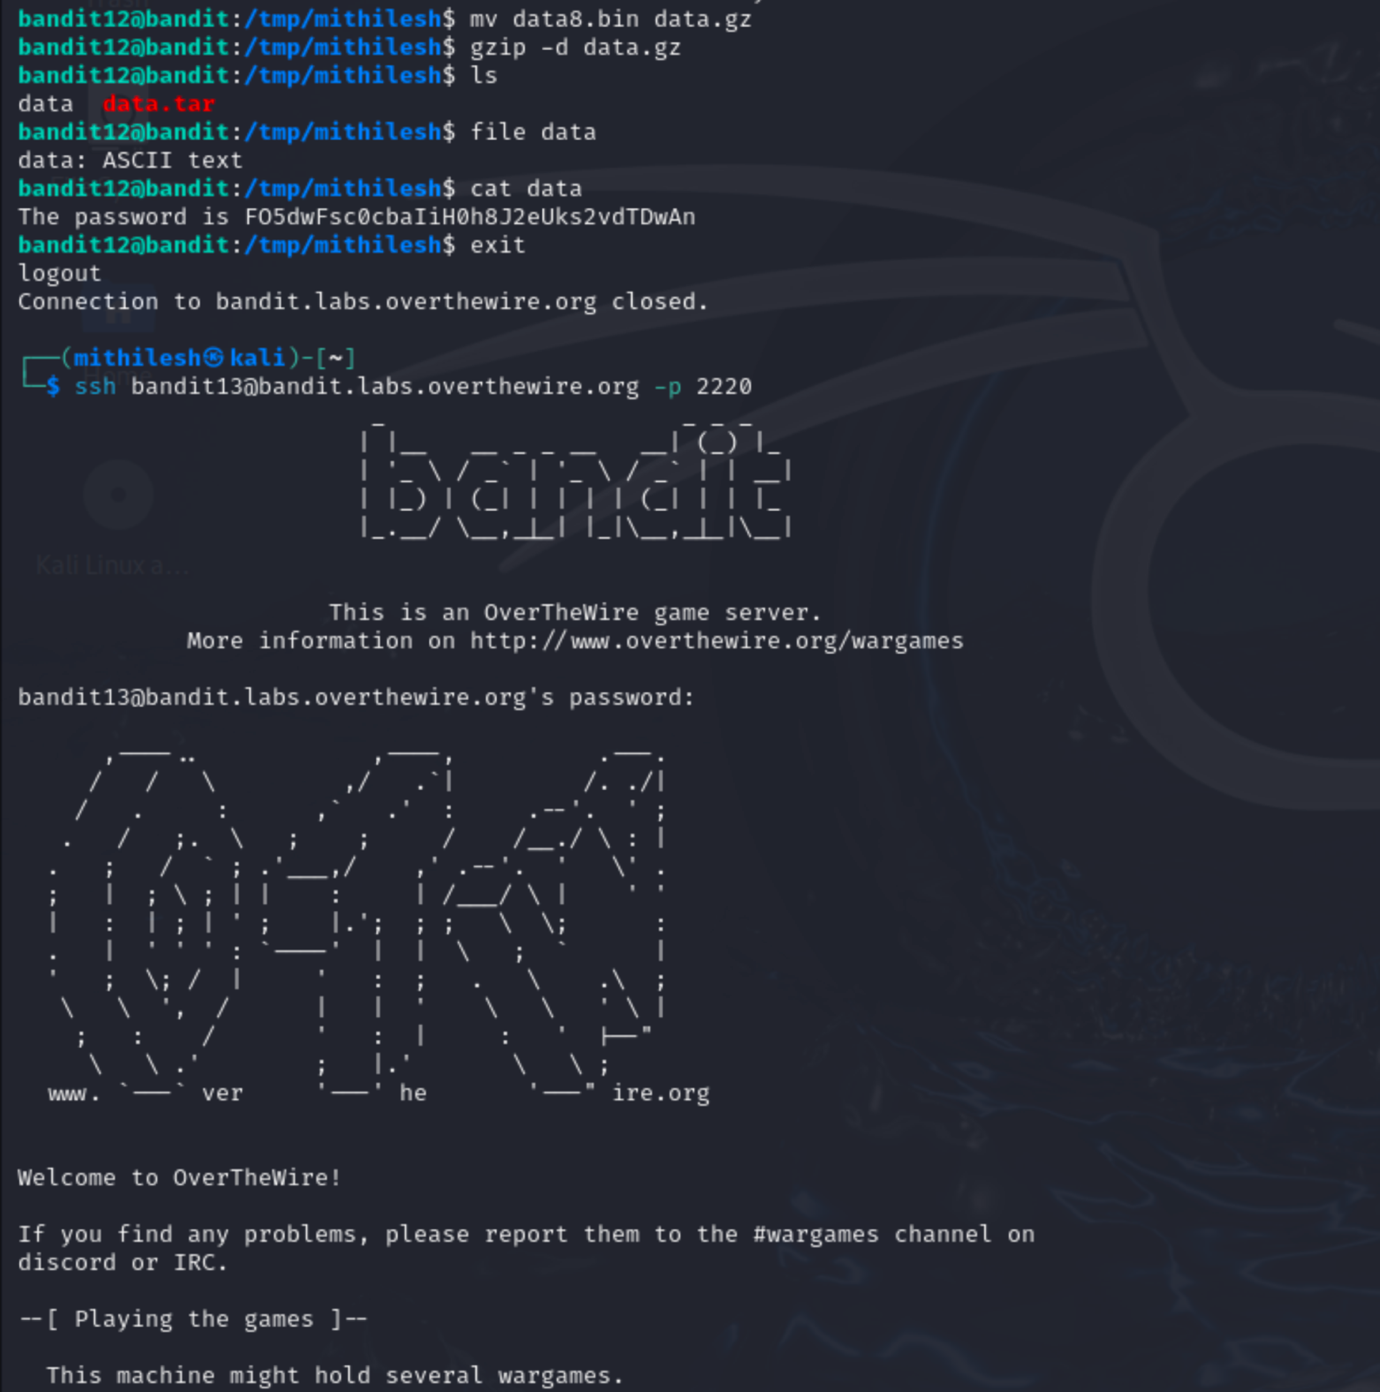 bandit12@bandit:/tmp/mithilesh$ mv data8.bin data.gz
bandit12@bandit:/tmp/mithilesh$ gzip -d data.gz
bandit12@bandit:/tmp/mithilesh$ ls
data  data.tar
bandit12@bandit:/tmp/mithilesh$ file data
data: ASCII text
bandit12@bandit:/tmp/mithilesh$ cat data
The password is FO5dwFsc0cbaIiH0h8J2eUks2vdTDwAn
bandit12@bandit:/tmp/mithilesh$ exit
logout
Connection to bandit.labs.overthewire.org closed.
┌──(mithilesh㉿kali)-[~]
└─$ ssh bandit13@bandit.labs.overthewire.org -p 2220
bandit
Kali Linux a...
This is an OverTheWire game server.
More information on http://www.overthewire.org/wargames
bandit13@bandit.labs.overthewire.org's password:
www. ver he ire.org
Welcome to OverTheWire!
If you find any problems, please report them to the #wargames channel on
discord or IRC.
--[ Playing the games ]--
This machine might hold several wargames.